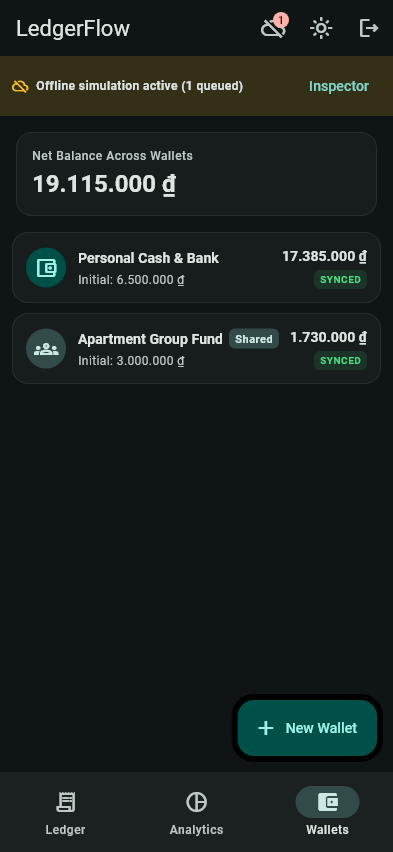 LedgerFlow
1
Offline simulation active (1 queued)
Inspector
Net Balance Across Wallets
19.115.000 ₫
Personal Cash & Bank
17.385.000 ₫
Initial: 6.500.000 ₫
SYNCED
Apartment Group Fund
Shared
1.730.000 ₫
Initial: 3.000.000 ₫
SYNCED
New Wallet
Ledger
Analytics
Wallets